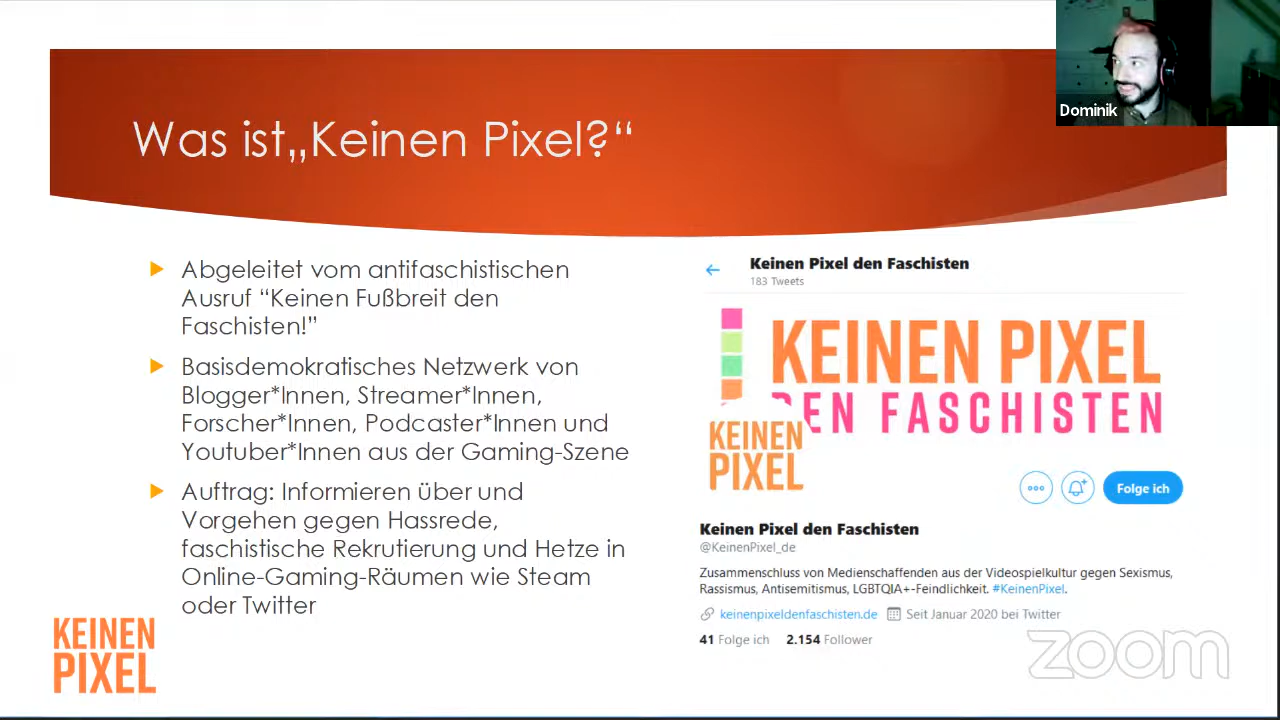 Dominik
Was ist„Keinen Pixel?“
Abgeleitet vom antifaschistischen
Ausruf “Keinen Fußbreit den
Faschisten!”
Basisdemokratisches Netzwerk von
Blogger*Innen, Streamer*Innen,
Forscher*Innen, Podcaster*Innen und
Youtuber*Innen aus der Gaming-Szene
Auftrag: Informieren über und
Vorgehen gegen Hassrede,
faschistische Rekrutierung und Hetze in
Online-Gaming-Räumen wie Steam
oder Twitter
KEINEN
PIXEL
Keinen Pixel den Faschisten
183 Tweets
KEINEN PIXEL
DEN FASCHISTEN
KEINEN
PIXEL
Folge ich
Keinen Pixel den Faschisten
@KeinenPixel_de
Zusammenschluss von Medienschaffenden aus der Videospielkultur gegen Sexismus,
Rassismus, Antisemitismus, LGBTQIA+-Feindlichkeit. #KeinenPixel.
keinenpixeldenfaschisten.de Seit Januar 2020 bei Twitter
41 Folge ich 2.154 Follower
zoom